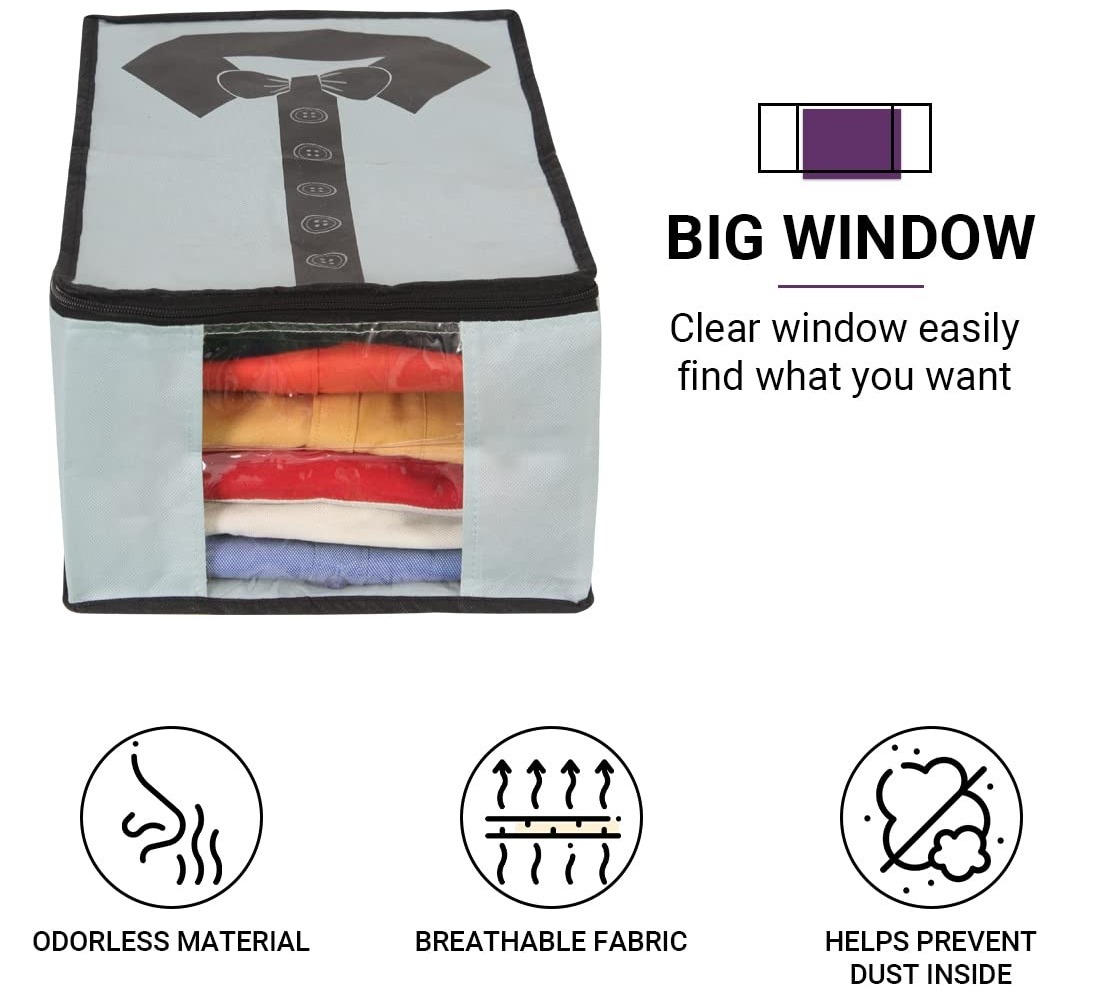 BIG WINDOW
Clear window easily
find what you want
ODORLESS MATERIAL
BREATHABLE FABRIC
HELPS PREVENT
DUST INSIDE